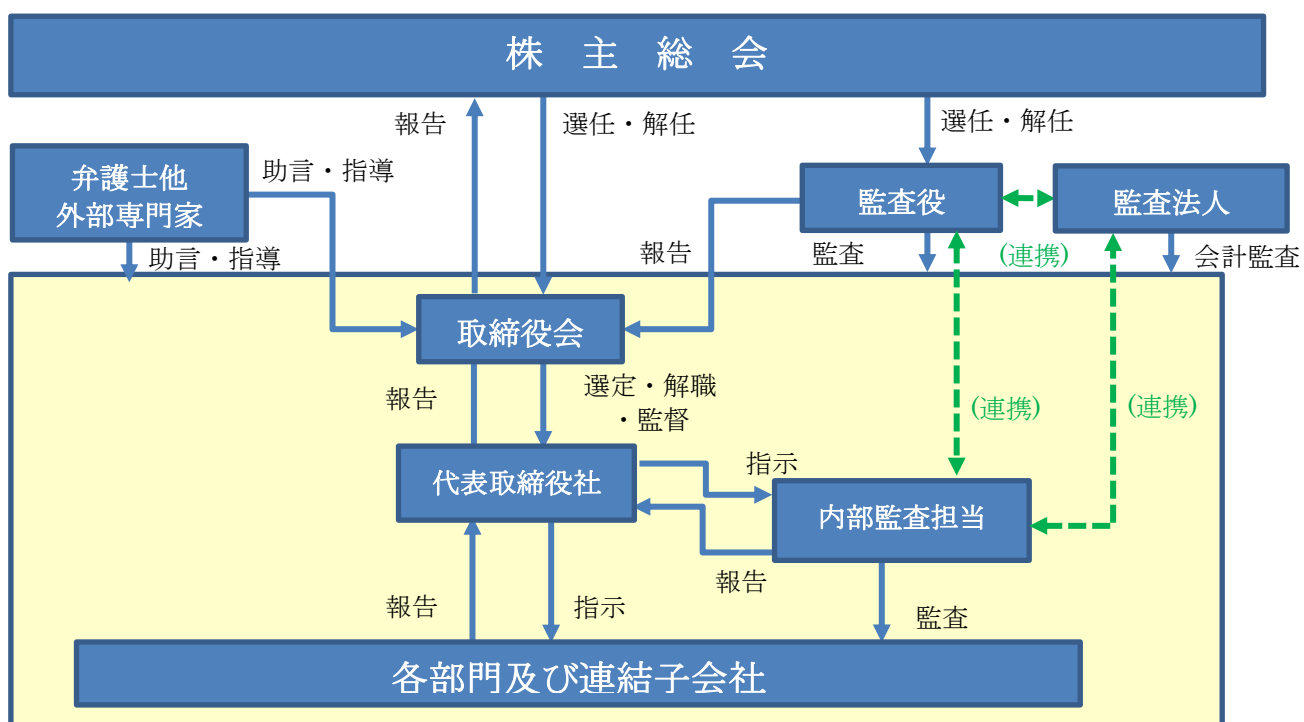 株 主 総 会
報告
選任・解任
選任・解任
弁護士他
外部専門家
助言・指導
監査役
監査法人
助言・指導
報告
監査
(連携)
会計監査
取締役会
報告
選定・解職
・監督
(連携)
(連携)
代表取締役社
指示
内部監査担当
報告
報告
指示
監査
各部門及び連結子会社